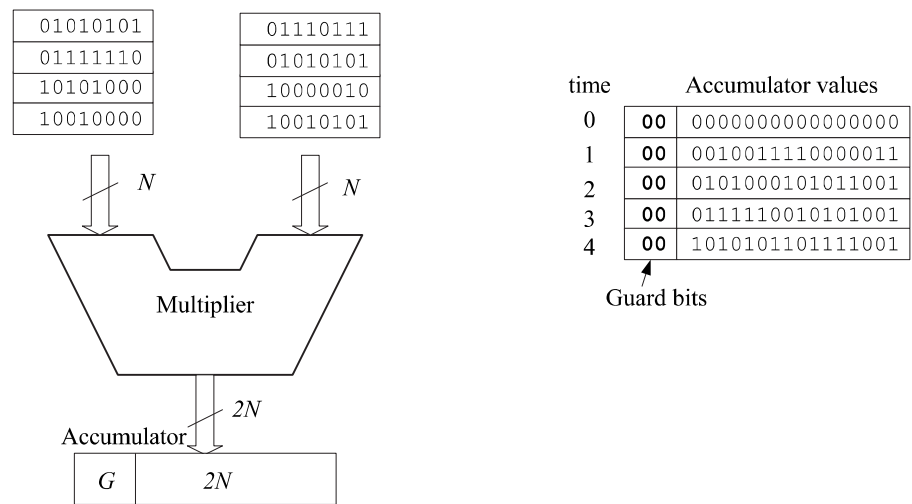 01010101
01111110
10101000
10010000
01110111
01010101
10000010
10010101
N
N
Multiplier
2N
Accumulator
G 2N
time Accumulator values
0 00 0000000000000000
1 00 0010011110000011
2 00 0101000101011001
3 00 0111110010101001
4 00 1010101101111001
Guard bits